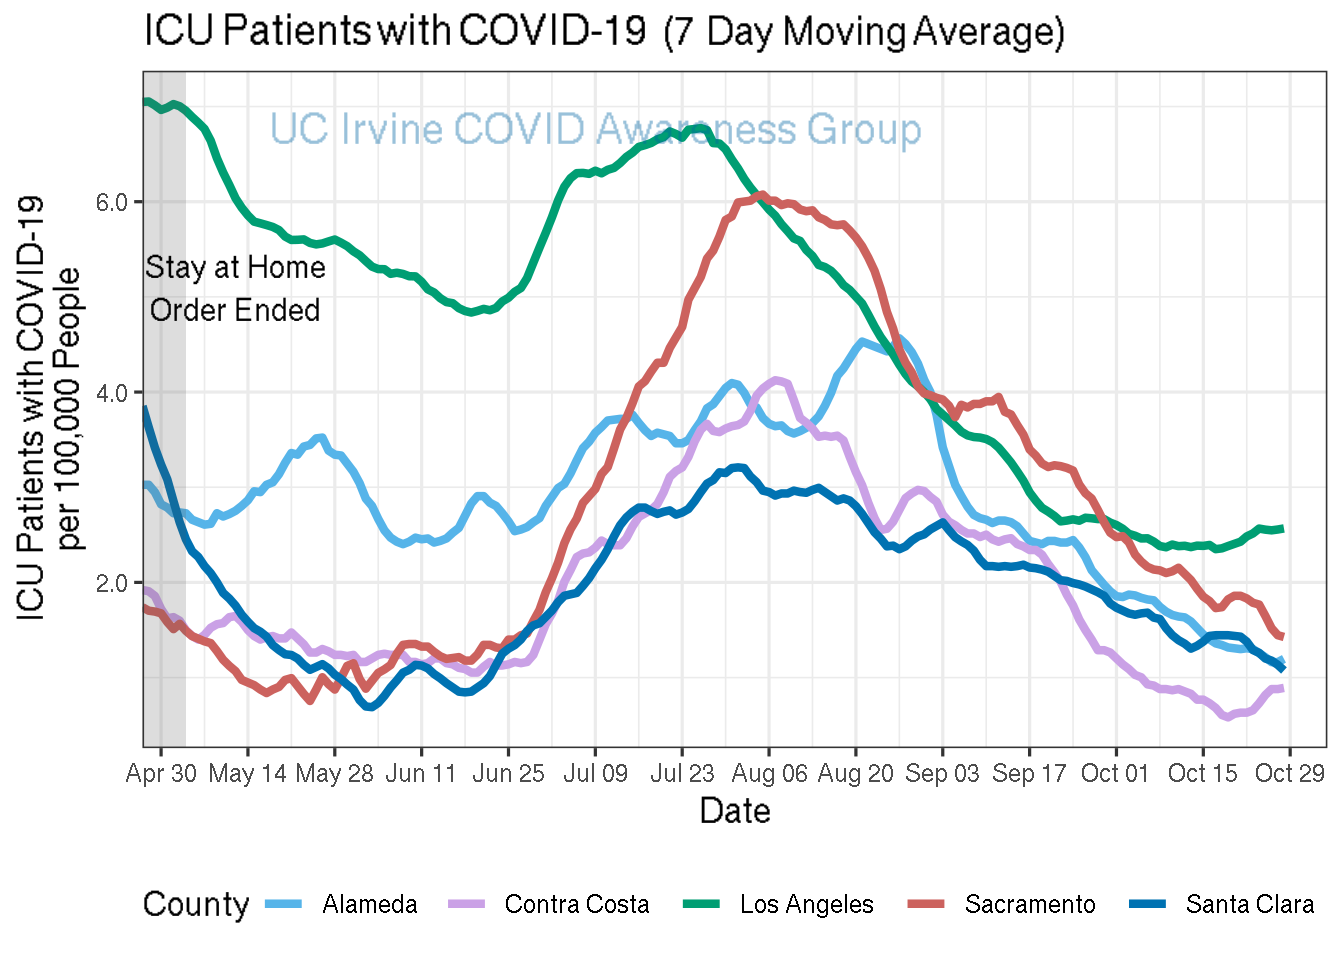 ICU Patients with COVID-19 (7 Day Moving Average)
UC Irvine COVID Awareness Group
ICU Patients with COVID-19
per 100,000 People
6.0
4.0
2.0
Stay at Home
Order Ended
Apr 30 May 14 May 28 Jun 11 Jun 25 Jul 09 Jul 23 Aug 06 Aug 20 Sep 03 Sep 17 Oct 01 Oct 15 Oct 29
Date
County Alameda Contra Costa Los Angeles Sacramento Santa Clara